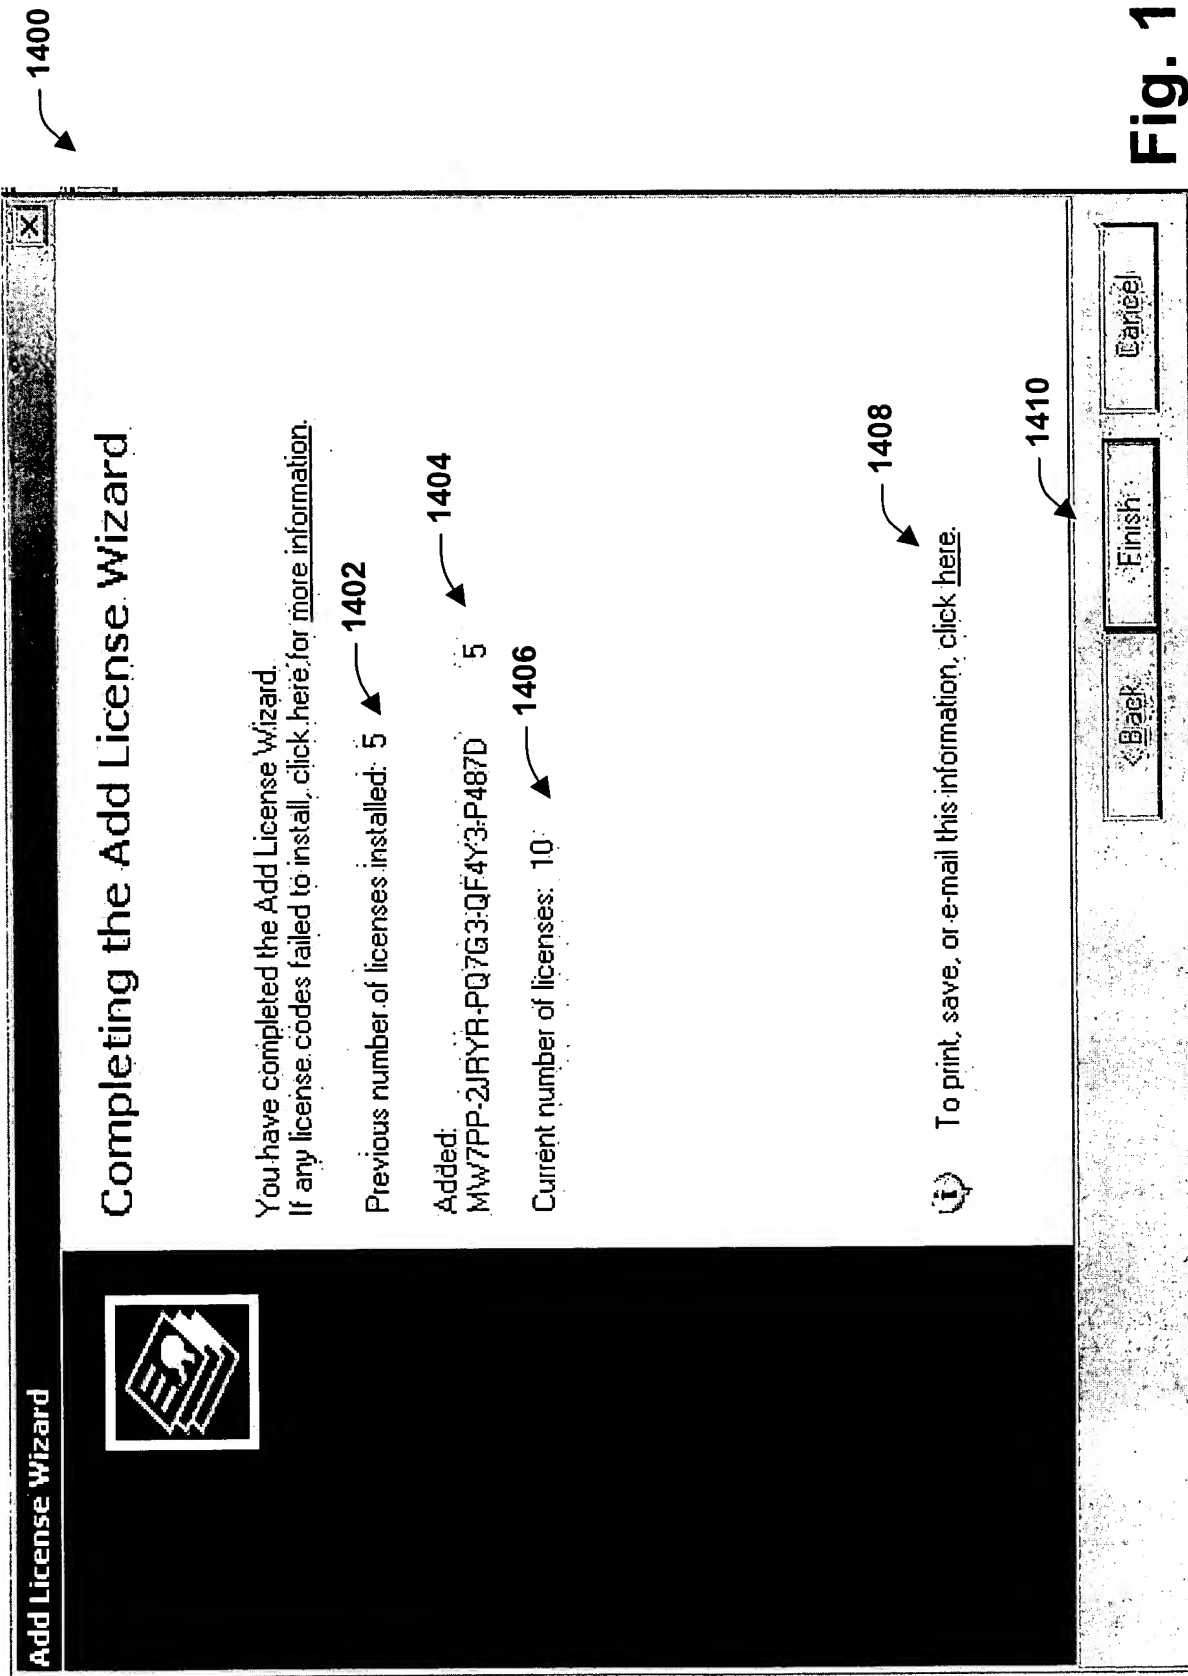 1400
Add License Wizard
Completing the Add License Wizard
You have completed the Add License Wizard.
If any license codes failed to install, click here for more information.
Previous number of licenses installed: 5
1402
Added:
MW7PP-2JRYR-PQ7G3-QF4Y3-P487D 5
1404
Current number of licenses: 10
1406
To print, save, or e-mail this information, click here.
1408
1410
< Back
Finish
Cancel
Fig. 1